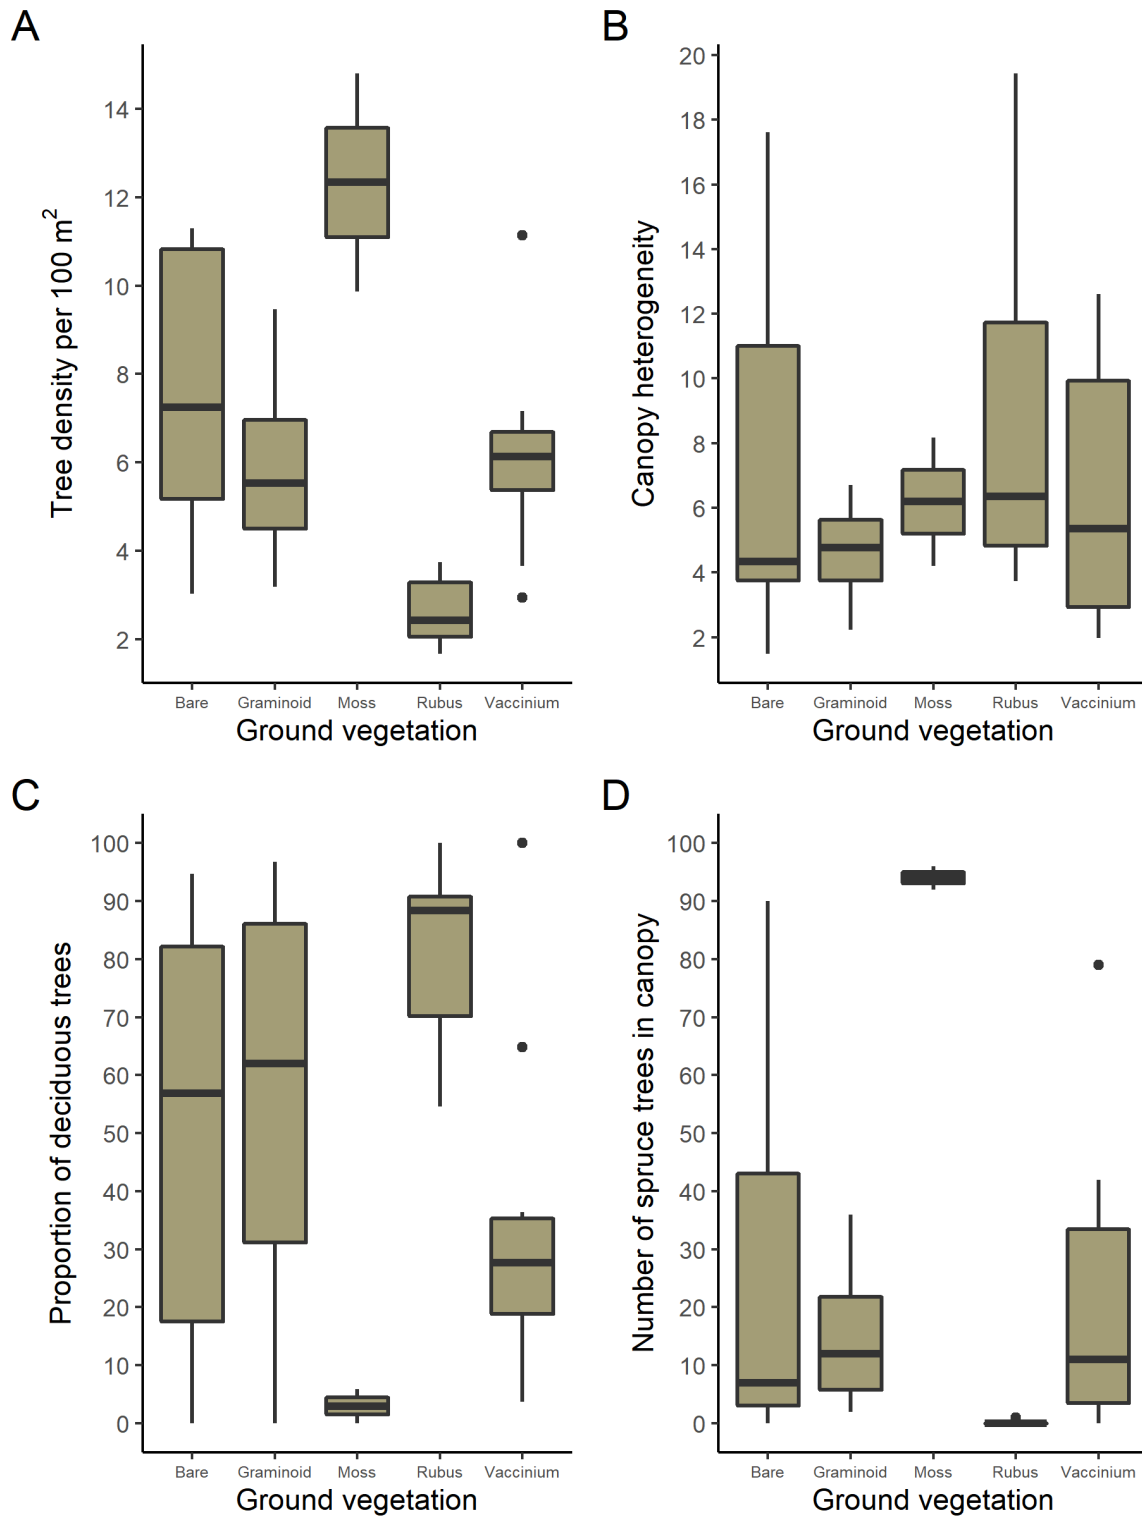 A
Tree density per 100 m²
14
12
10
8
6
4
2
Bare Graminoid Moss Rubus Vaccinium
Ground vegetation
B
Canopy heterogeneity
20
18
16
14
12
10
8
6
4
2
Bare Graminoid Moss Rubus Vaccinium
Ground vegetation
C
Proportion of deciduous trees
100
90
80
70
60
50
40
30
20
10
0
Bare Graminoid Moss Rubus Vaccinium
Ground vegetation
D
Number of spruce trees in canopy
100
90
80
70
60
50
40
30
20
10
0
Bare Graminoid Moss Rubus Vaccinium
Ground vegetation